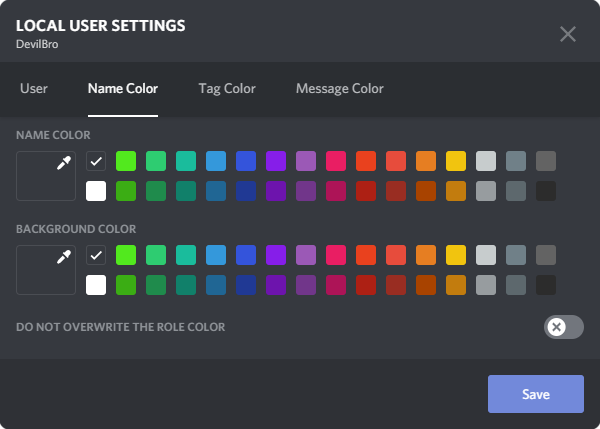 LOCAL USER SETTINGS
DevilBro
User Name Color Tag Color Message Color
NAME COLOR
BACKGROUND COLOR
DO NOT OVERWRITE THE ROLE COLOR
Save